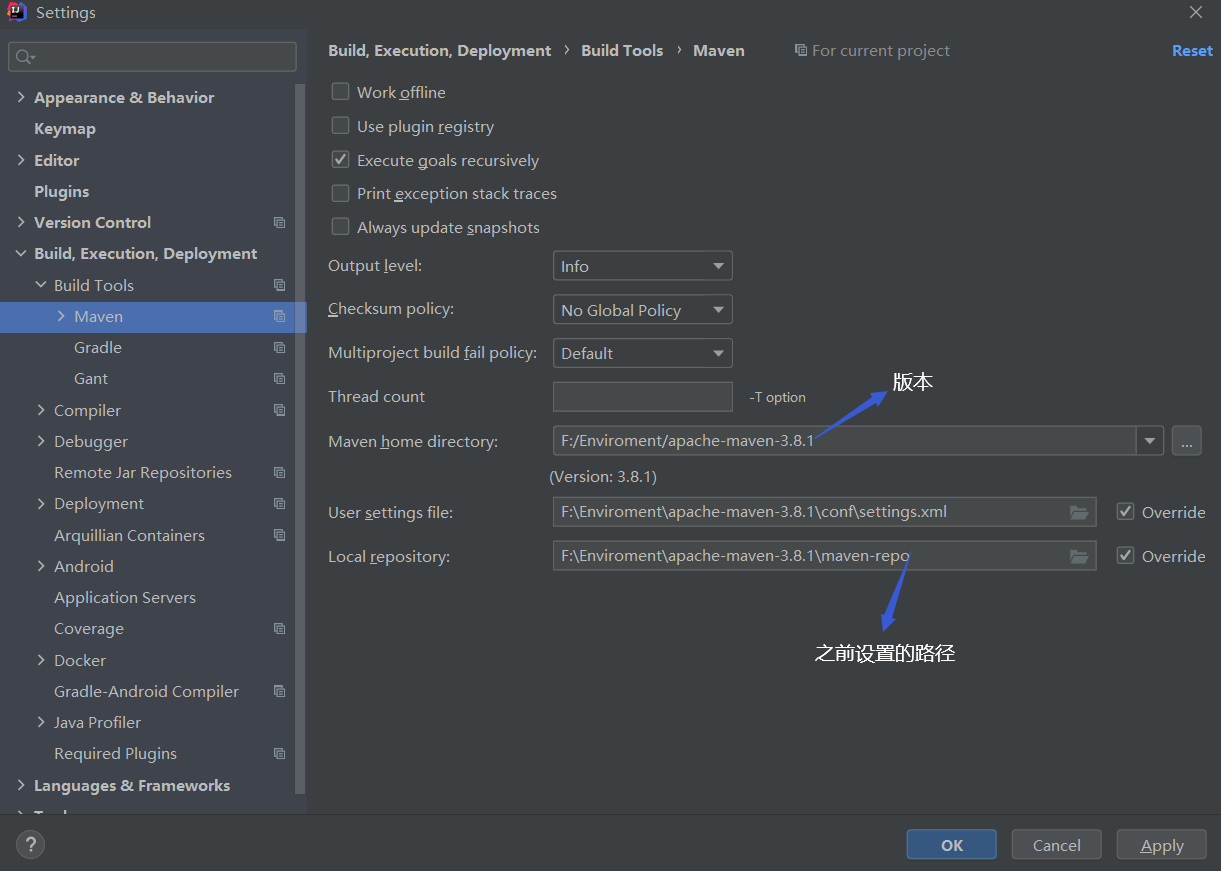 Settings
Appearance & Behavior
Keymap
Editor
Plugins
Version Control
Build, Execution, Deployment
Build Tools
Maven
Gradle
Gant
Compiler
Debugger
Remote Jar Repositories
Deployment
Arquillian Containers
Android
Application Servers
Coverage
Docker
Gradle-Android Compiler
Java Profiler
Required Plugins
Languages & Frameworks
Build, Execution, Deployment › Build Tools › Maven
For current project
Reset
Work offline
Use plugin registry
Execute goals recursively
Print exception stack traces
Always update snapshots
Output level: Info
Checksum policy: No Global Policy
Multiproject build fail policy: Default
Thread count -T option
版本
Maven home directory: F:/Enviroment/apache-maven-3.8.1 ...
(Version: 3.8.1)
User settings file: F:\Enviroment\apache-maven-3.8.1\conf\settings.xml Override
Local repository: F:\Enviroment\apache-maven-3.8.1\maven-repo Override
之前设置的路径
? OK Cancel Apply